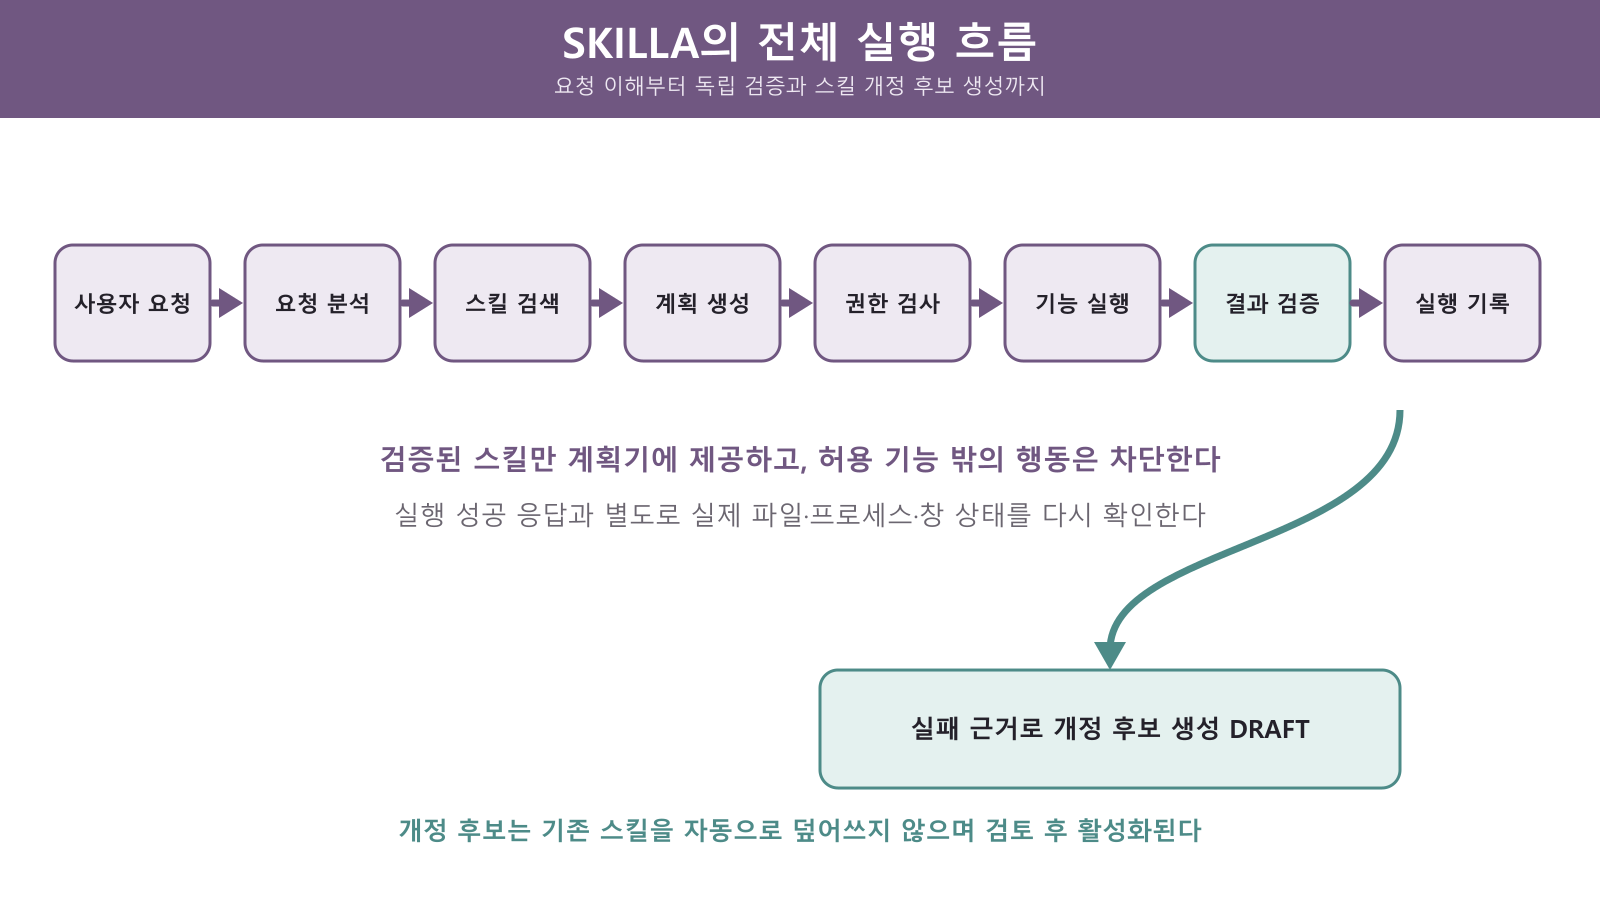 SKILLA의 전체 실행 흐름
요청 이해부터 독립 검증과 스킬 개정 후보 생성까지
사용자 요청
요청 분석
스킬 검색
계획 생성
권한 검사
기능 실행
결과 검증
실행 기록
검증된 스킬만 계획기에 제공하고, 허용 기능 밖의 행동은 차단한다
실행 성공 응답과 별도로 실제 파일·프로세스·창 상태를 다시 확인한다
실패 근거로 개정 후보 생성 DRAFT
개정 후보는 기존 스킬을 자동으로 덮어쓰지 않으며 검토 후 활성화된다